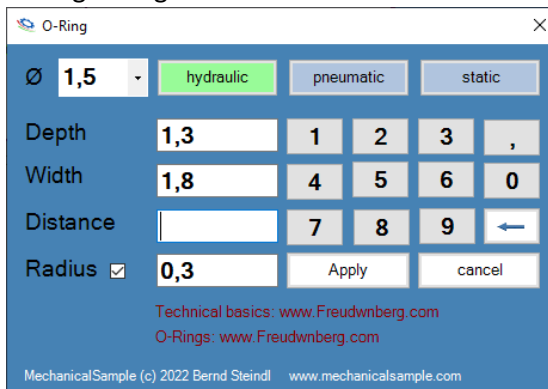 O-Ring
Ø 1,5 hydraulic pneumatic static
Depth 1,3 1 2 3 ,
Width 1,8 4 5 6 0
Distance 7 8 9 ←
Radius 0,3 Apply cancel
Technical basics: www.Freudwnberg.com
O-Rings: www.Freudwnberg.com
MechanicalSample (c) 2022 Bernd Steindl www.mechanicalsample.com